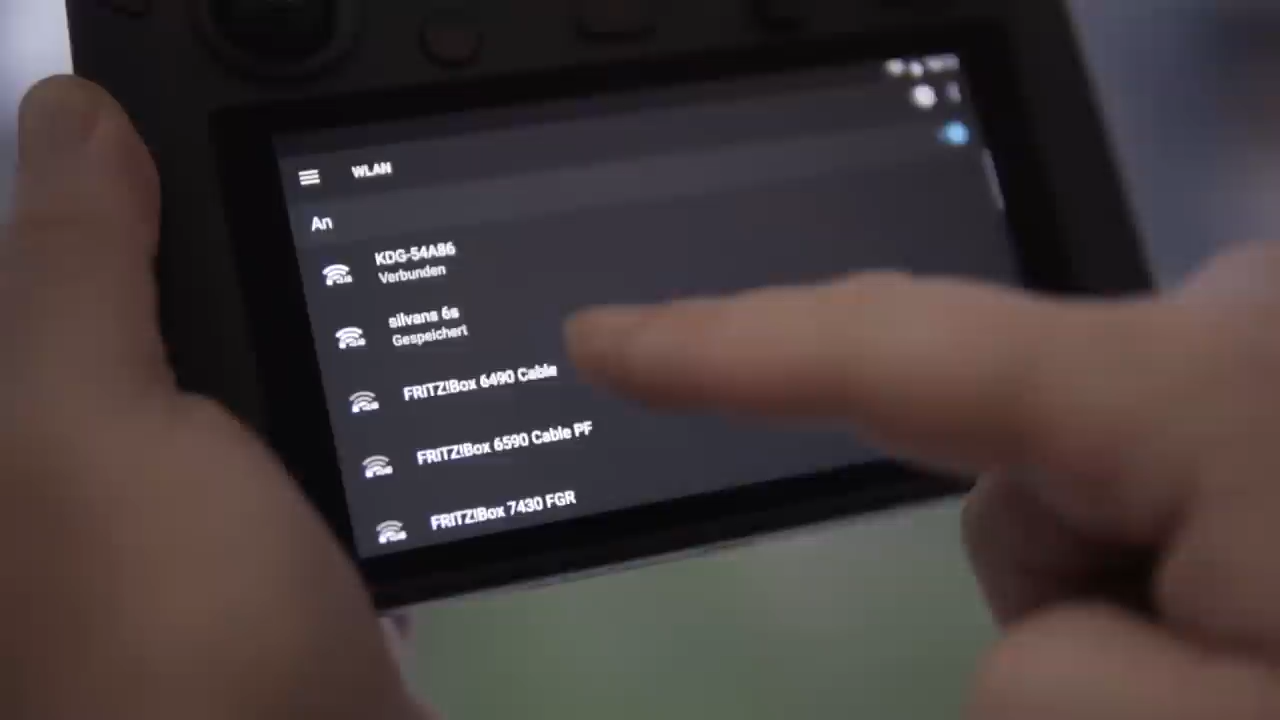 WLAN
An
KDG-54A86
Verbunden
silvans 6s
Gespeichert
FRITZ!Box 6490 Cable
FRITZ!Box 6590 Cable PF
FRITZ!Box 7430 FGR